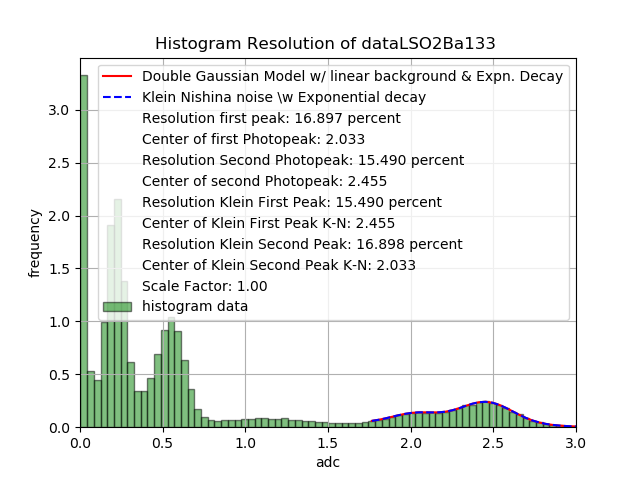 Histogram Resolution of dataLSO2Ba133
Double Gaussian Model w/ linear background & Expn. Decay
Klein Nishina noise \w Exponential decay
Resolution first peak: 16.897 percent
Center of first Photopeak: 2.033
Resolution Second Photopeak: 15.490 percent
Center of second Photopeak: 2.455
Resolution Klein First Peak: 15.490 percent
Center of Klein First Peak K-N: 2.455
Resolution Klein Second Peak: 16.898 percent
Center of Klein Second Peak K-N: 2.033
Scale Factor: 1.00
histogram data
frequency
3.0
2.5
2.0
1.5
1.0
0.5
0.0
0.0 0.5 1.0 1.5 2.0 2.5 3.0
adc